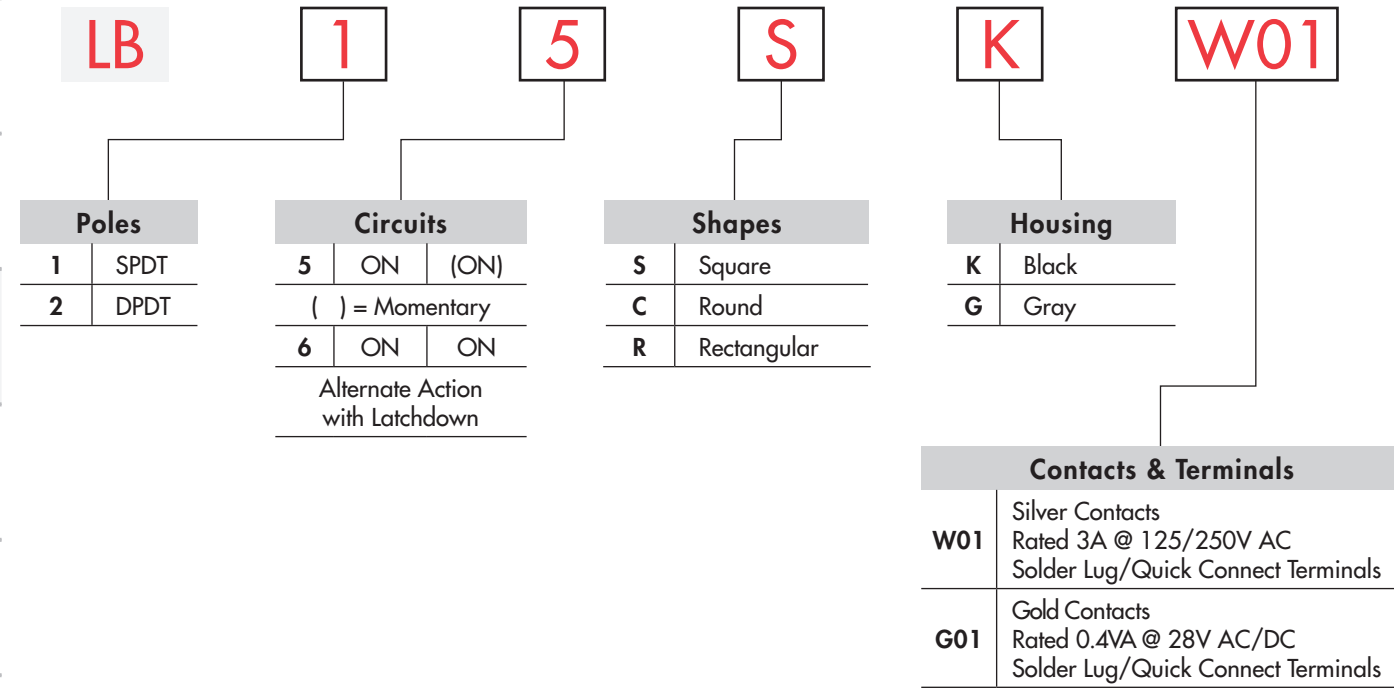 LB 1 5 S K W01
Poles
1 SPDT
2 DPDT
Circuits
5 ON (ON)
( ) = Momentary
6 ON ON
Alternate Action
with Latchdown
Shapes
S Square
C Round
R Rectangular
Housing
K Black
G Gray
Contacts & Terminals
Silver Contacts
W01 Rated 3A @ 125/250V AC
Solder Lug/Quick Connect Terminals
Gold Contacts
G01 Rated 0.4VA @ 28V AC/DC
Solder Lug/Quick Connect Terminals